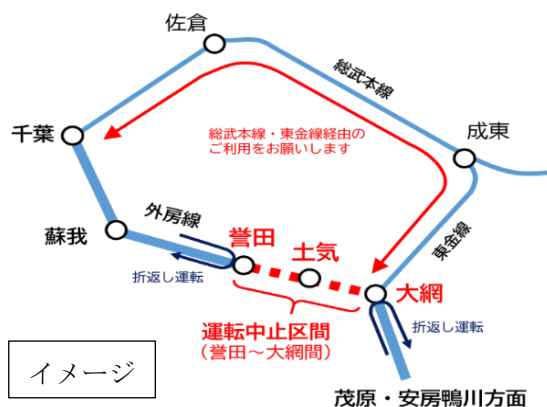 佐倉
総武本線
千葉
総武本線・東金線経由の
ご利用をお願いします
成東
外房線
蘇我
誉田
土気
東金線
折返し運転
大網
運転中止区間
(誉田～大網間)
折返し運転
イメージ
茂原・安房鴨川方面